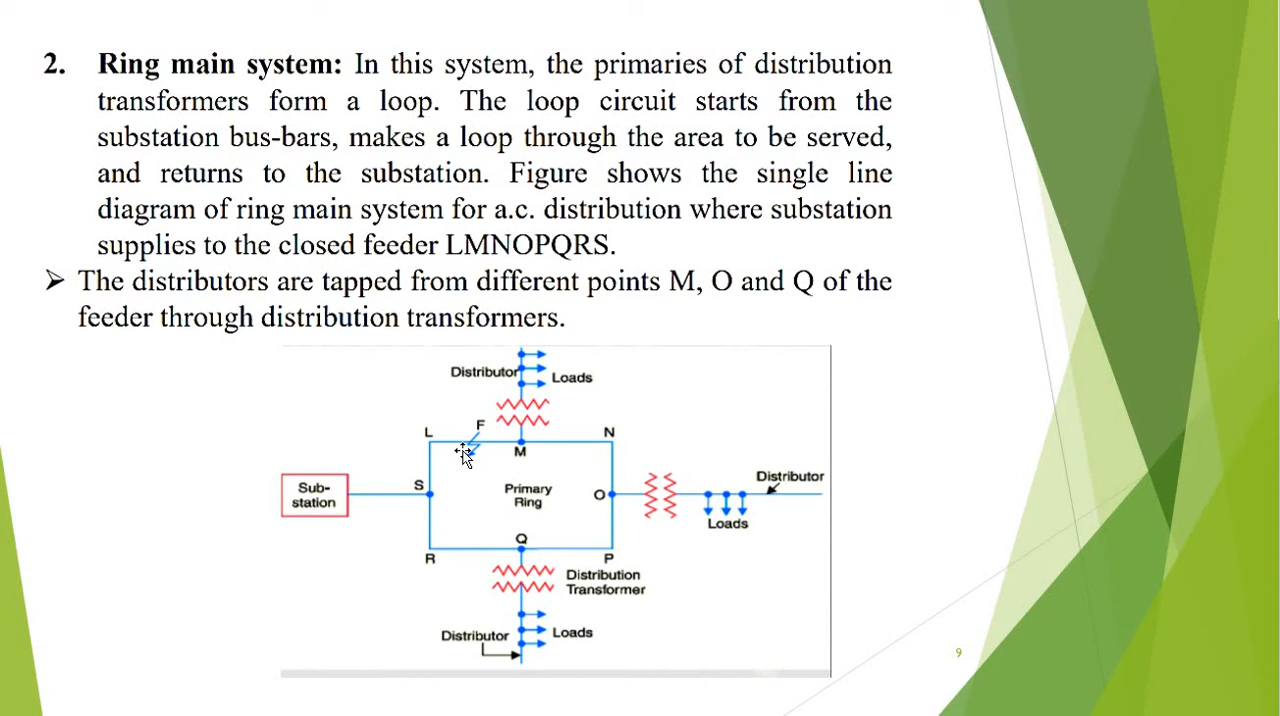 2. Ring main system: In this system, the primaries of distribution
transformers form a loop. The loop circuit starts from the
substation bus-bars, makes a loop through the area to be served,
and returns to the substation. Figure shows the single line
diagram of ring main system for a.c. distribution where substation
supplies to the closed feeder LMNOPQRS.
➢ The distributors are tapped from different points M, O and Q of the
feeder through distribution transformers.
Distributor
Loads
L
F
N
M
Sub-
station
S
Primary
Ring
O
Distributor
Loads
Q
R
P
Distribution
Transformer
Distributor
Loads
9